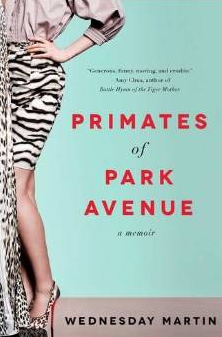 "Generous, funny, moving, and erudite."
Amy Chua, author of
Battle Hymn of the Tiger Mother
PRIMATES
of
PARK
AVENUE
a memoir
WEDNESDAY MARTIN